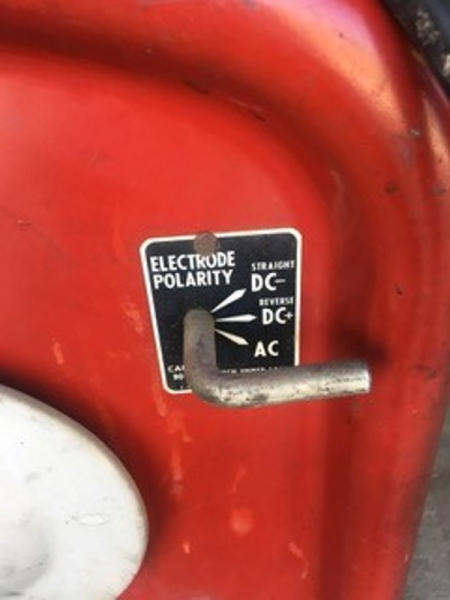 ELECTRODE
POLARITY
STRAIGHT
DC-
REVERSE
DC+
AC